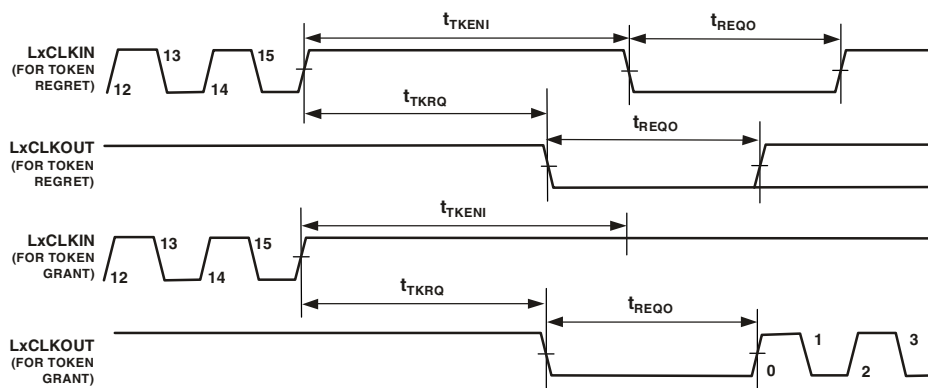 tTKENI
tREQO
LxCLKIN
(FOR TOKEN
REGRET)
12
13
14
15
tTKRQ
tREQO
LxCLKOUT
(FOR TOKEN
REGRET)
tTKENI
LxCLKIN
(FOR TOKEN
GRANT)
12
13
14
15
tTKRQ
tREQO
LxCLKOUT
(FOR TOKEN
GRANT)
0
1
2
3